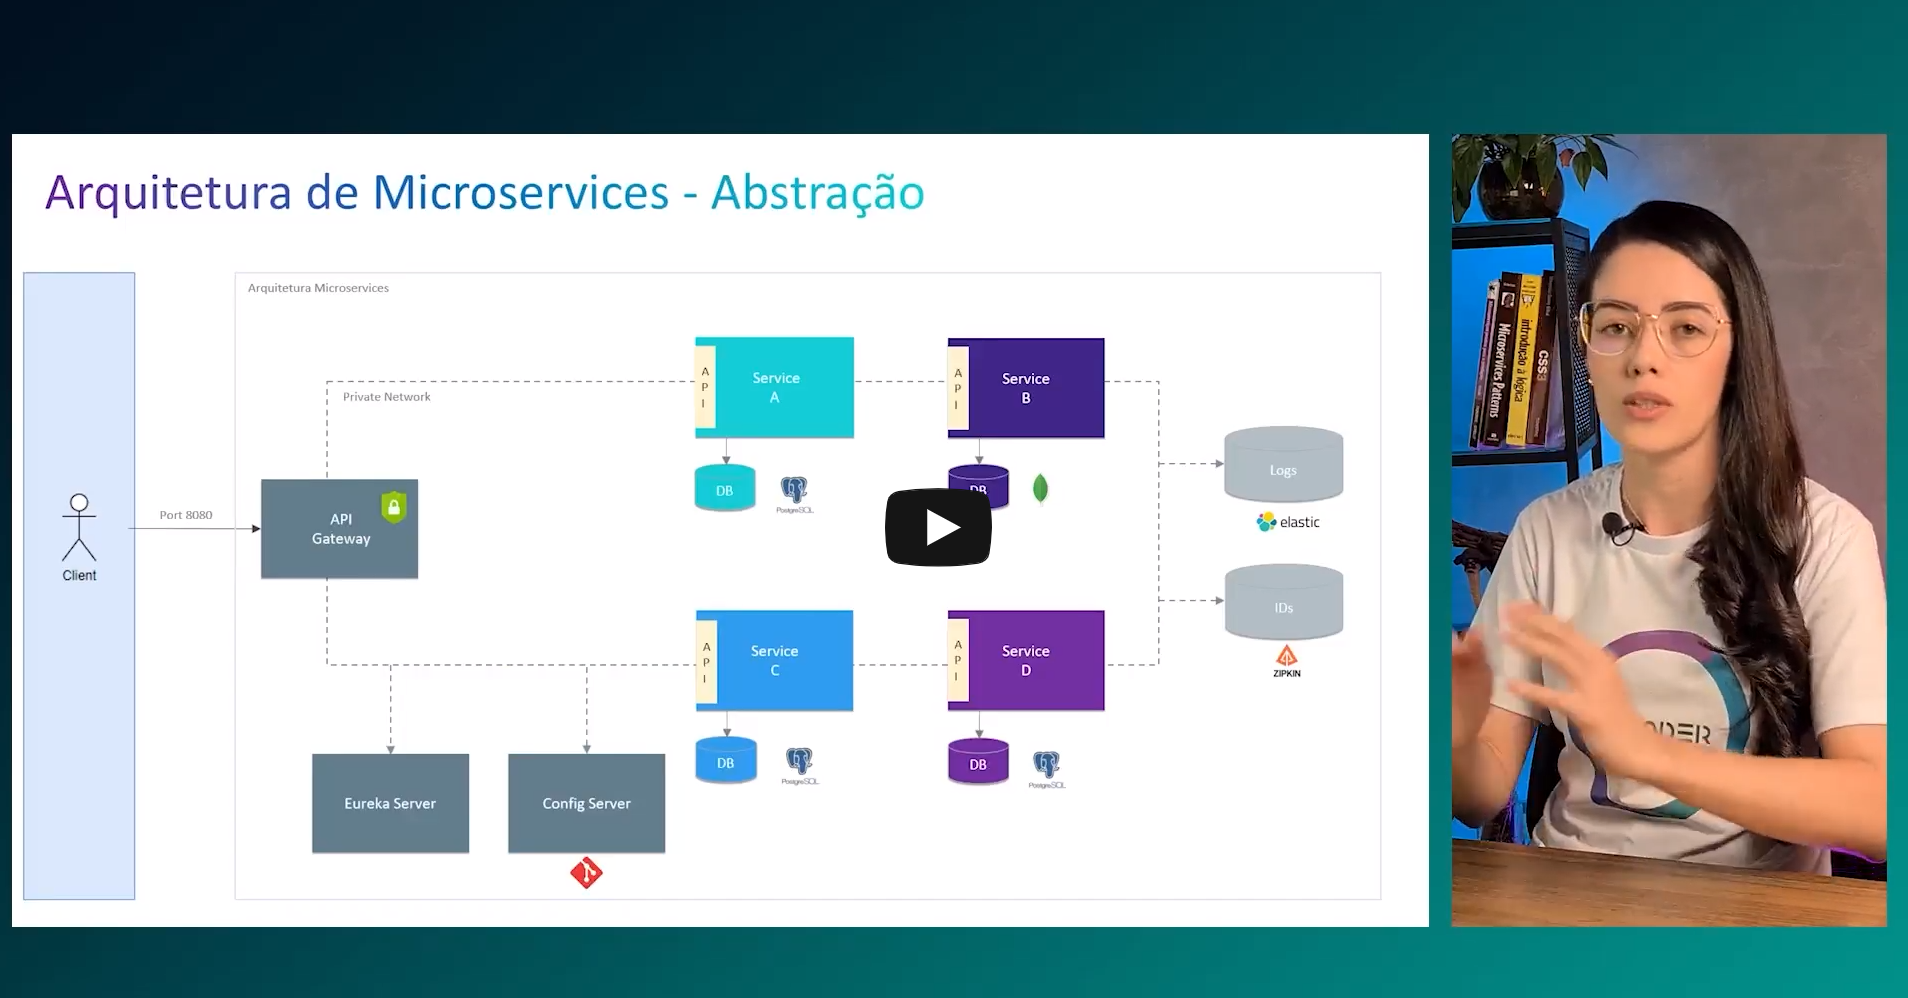 Arquitetura de Microservices - Abstração
Arquitetura Microservices
Private Network
Port 8080
Client
API
Gateway
A
P
I
Service
A
DB
PostgreSQL
A
P
I
Service
B
DB
Logs
elastic
IDs
ZIPKIN
A
P
I
Service
C
DB
PostgreSQL
A
P
I
Service
D
DB
PostgreSQL
Eureka Server
Config Server
Microservices Patterns
introdução a lógica
CSS3